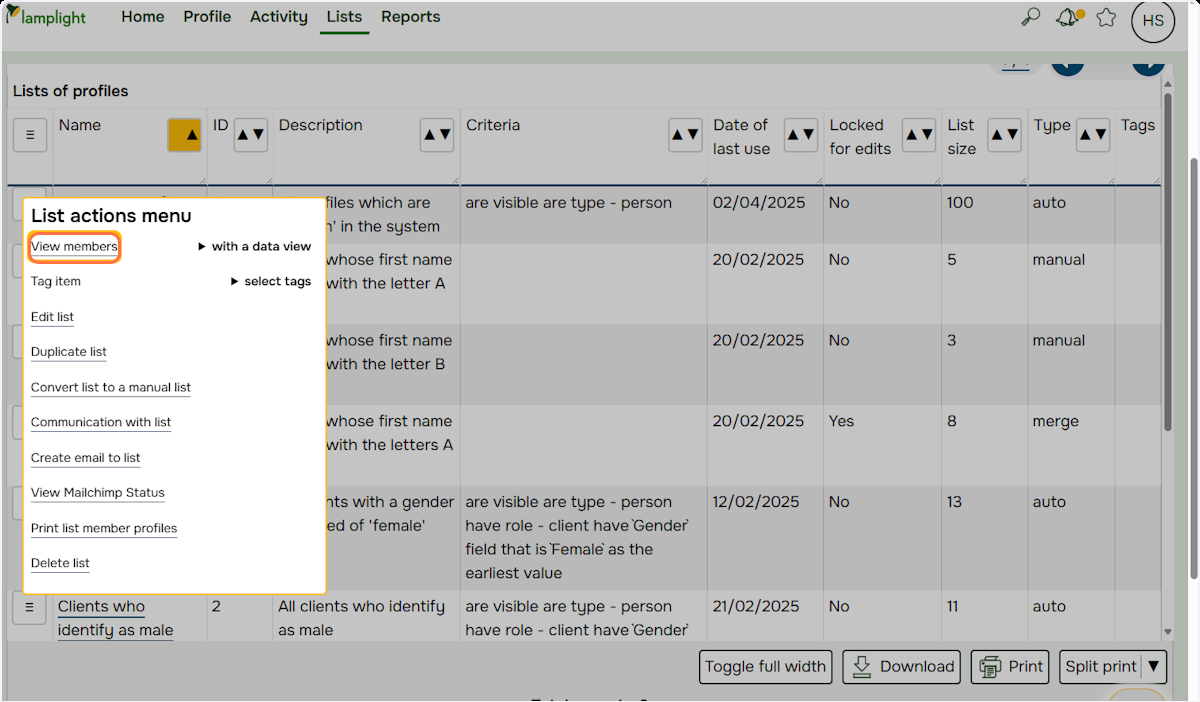 lamplight
Home Profile Activity Lists Reports
HS
Lists of profiles
Name ID Description Criteria Date of last use Locked for edits List size Type Tags
files which are
' in the system
are visible are type - person
02/04/2025 No 100 auto
whose first name
with the letter A
20/02/2025 No 5 manual
whose first name
with the letter B
20/02/2025 No 3 manual
whose first name
with the letters A
20/02/2025 Yes 8 merge
with a gender
of 'female'
are visible are type - person
have role - client have `Gender`
field that is `Female` as the
earliest value
12/02/2025 No 13 auto
Clients who
identify as male
2
All clients who identify
as male
are visible are type - person
have role - client have `Gender`
21/02/2025 No 11 auto
List actions menu
View members ▶ with a data view
Tag item ▶ select tags
Edit list
Duplicate list
Convert list to a manual list
Communication with list
Create email to list
View Mailchimp Status
Print list member profiles
Delete list
Toggle full width Download Print Split print ▼